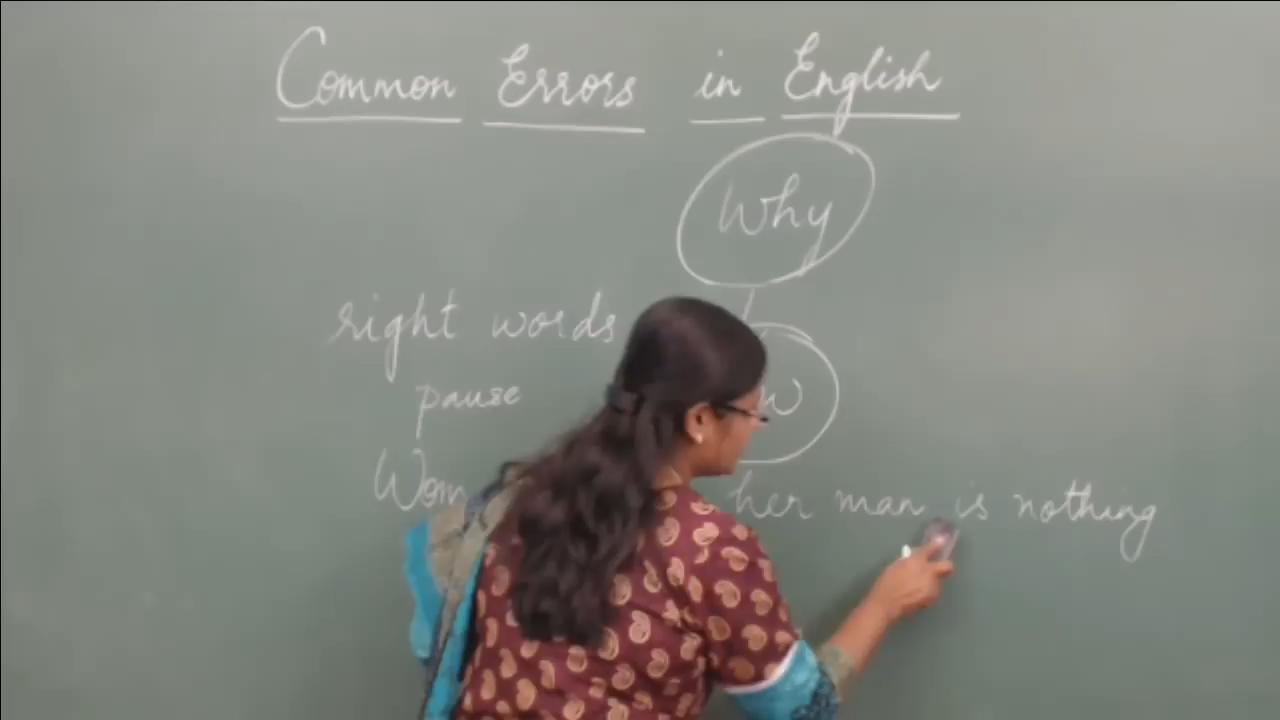 Common Errors in English
Why
right words
pause
her man is nothing